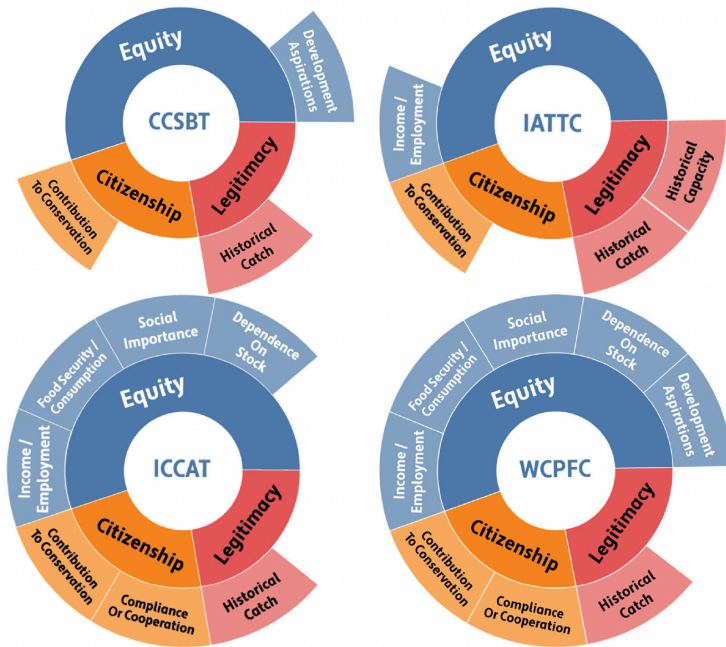 Equity
Development
Aspirations
CCSBT
Contribution
To Conservation
Citizenship
Legitimacy
Historical
Catch
Equity
Income /
Employment
IATTC
Contribution
To Conservation
Citizenship
Legitimacy
Historical
Capacity
Historical
Catch
Social
Importance
Dependence
On
Stock
Food Security /
Consumption
Equity
Income /
Employment
ICCAT
Contribution
To Conservation
Citizenship
Compliance
Or Cooperation
Legitimacy
Historical
Catch
Social
Importance
Dependence
On
Stock
Food Security /
Consumption
Equity
Development
Aspirations
Income /
Employment
WCPFC
Contribution
To Conservation
Citizenship
Compliance
Or Cooperation
Legitimacy
Historical
Catch